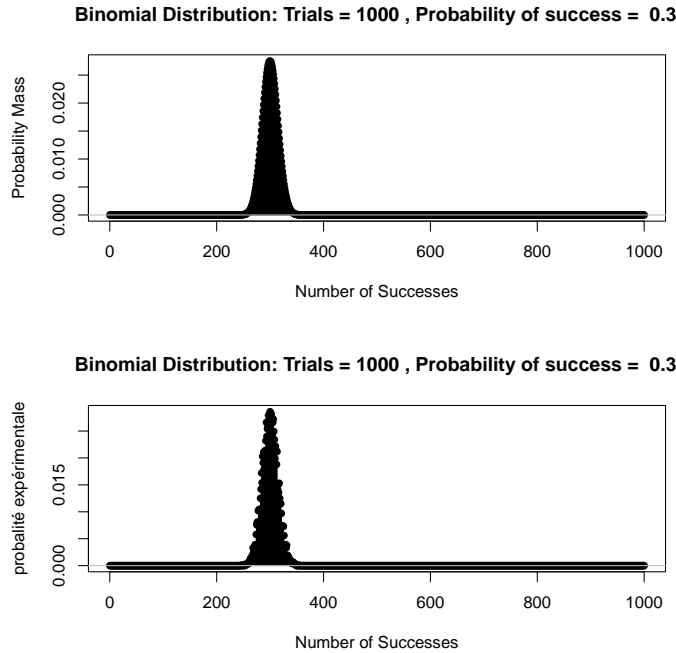 Binomial Distribution: Trials = 1000 , Probability of success =  0.3
Probability Mass
0.020
0.010
0.000
0 200 400 600 800 1000
Number of Successes
Binomial Distribution: Trials = 1000 , Probability of success =  0.3
probalité expérimentale
0.015
0.000
0 200 400 600 800 1000
Number of Successes